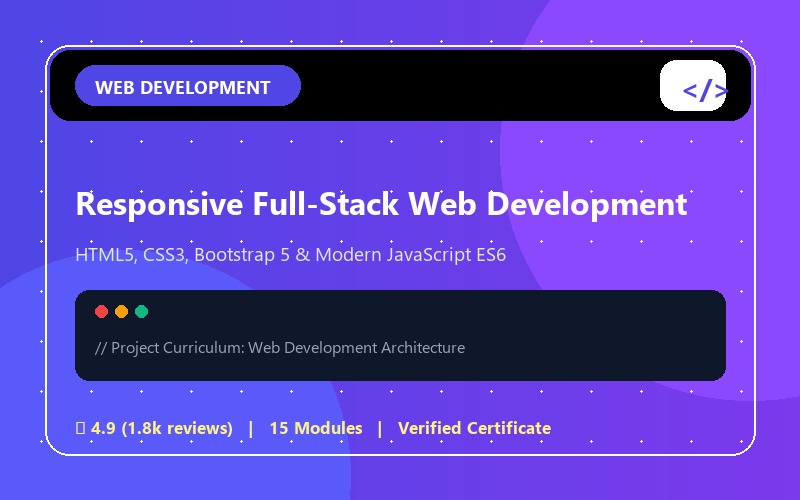 WEB DEVELOPMENT
</>
Responsive Full-Stack Web Development
HTML5, CSS3, Bootstrap 5 & Modern JavaScript ES6
// Project Curriculum: Web Development Architecture
4.9 (1.8k reviews) | 15 Modules | Verified Certificate